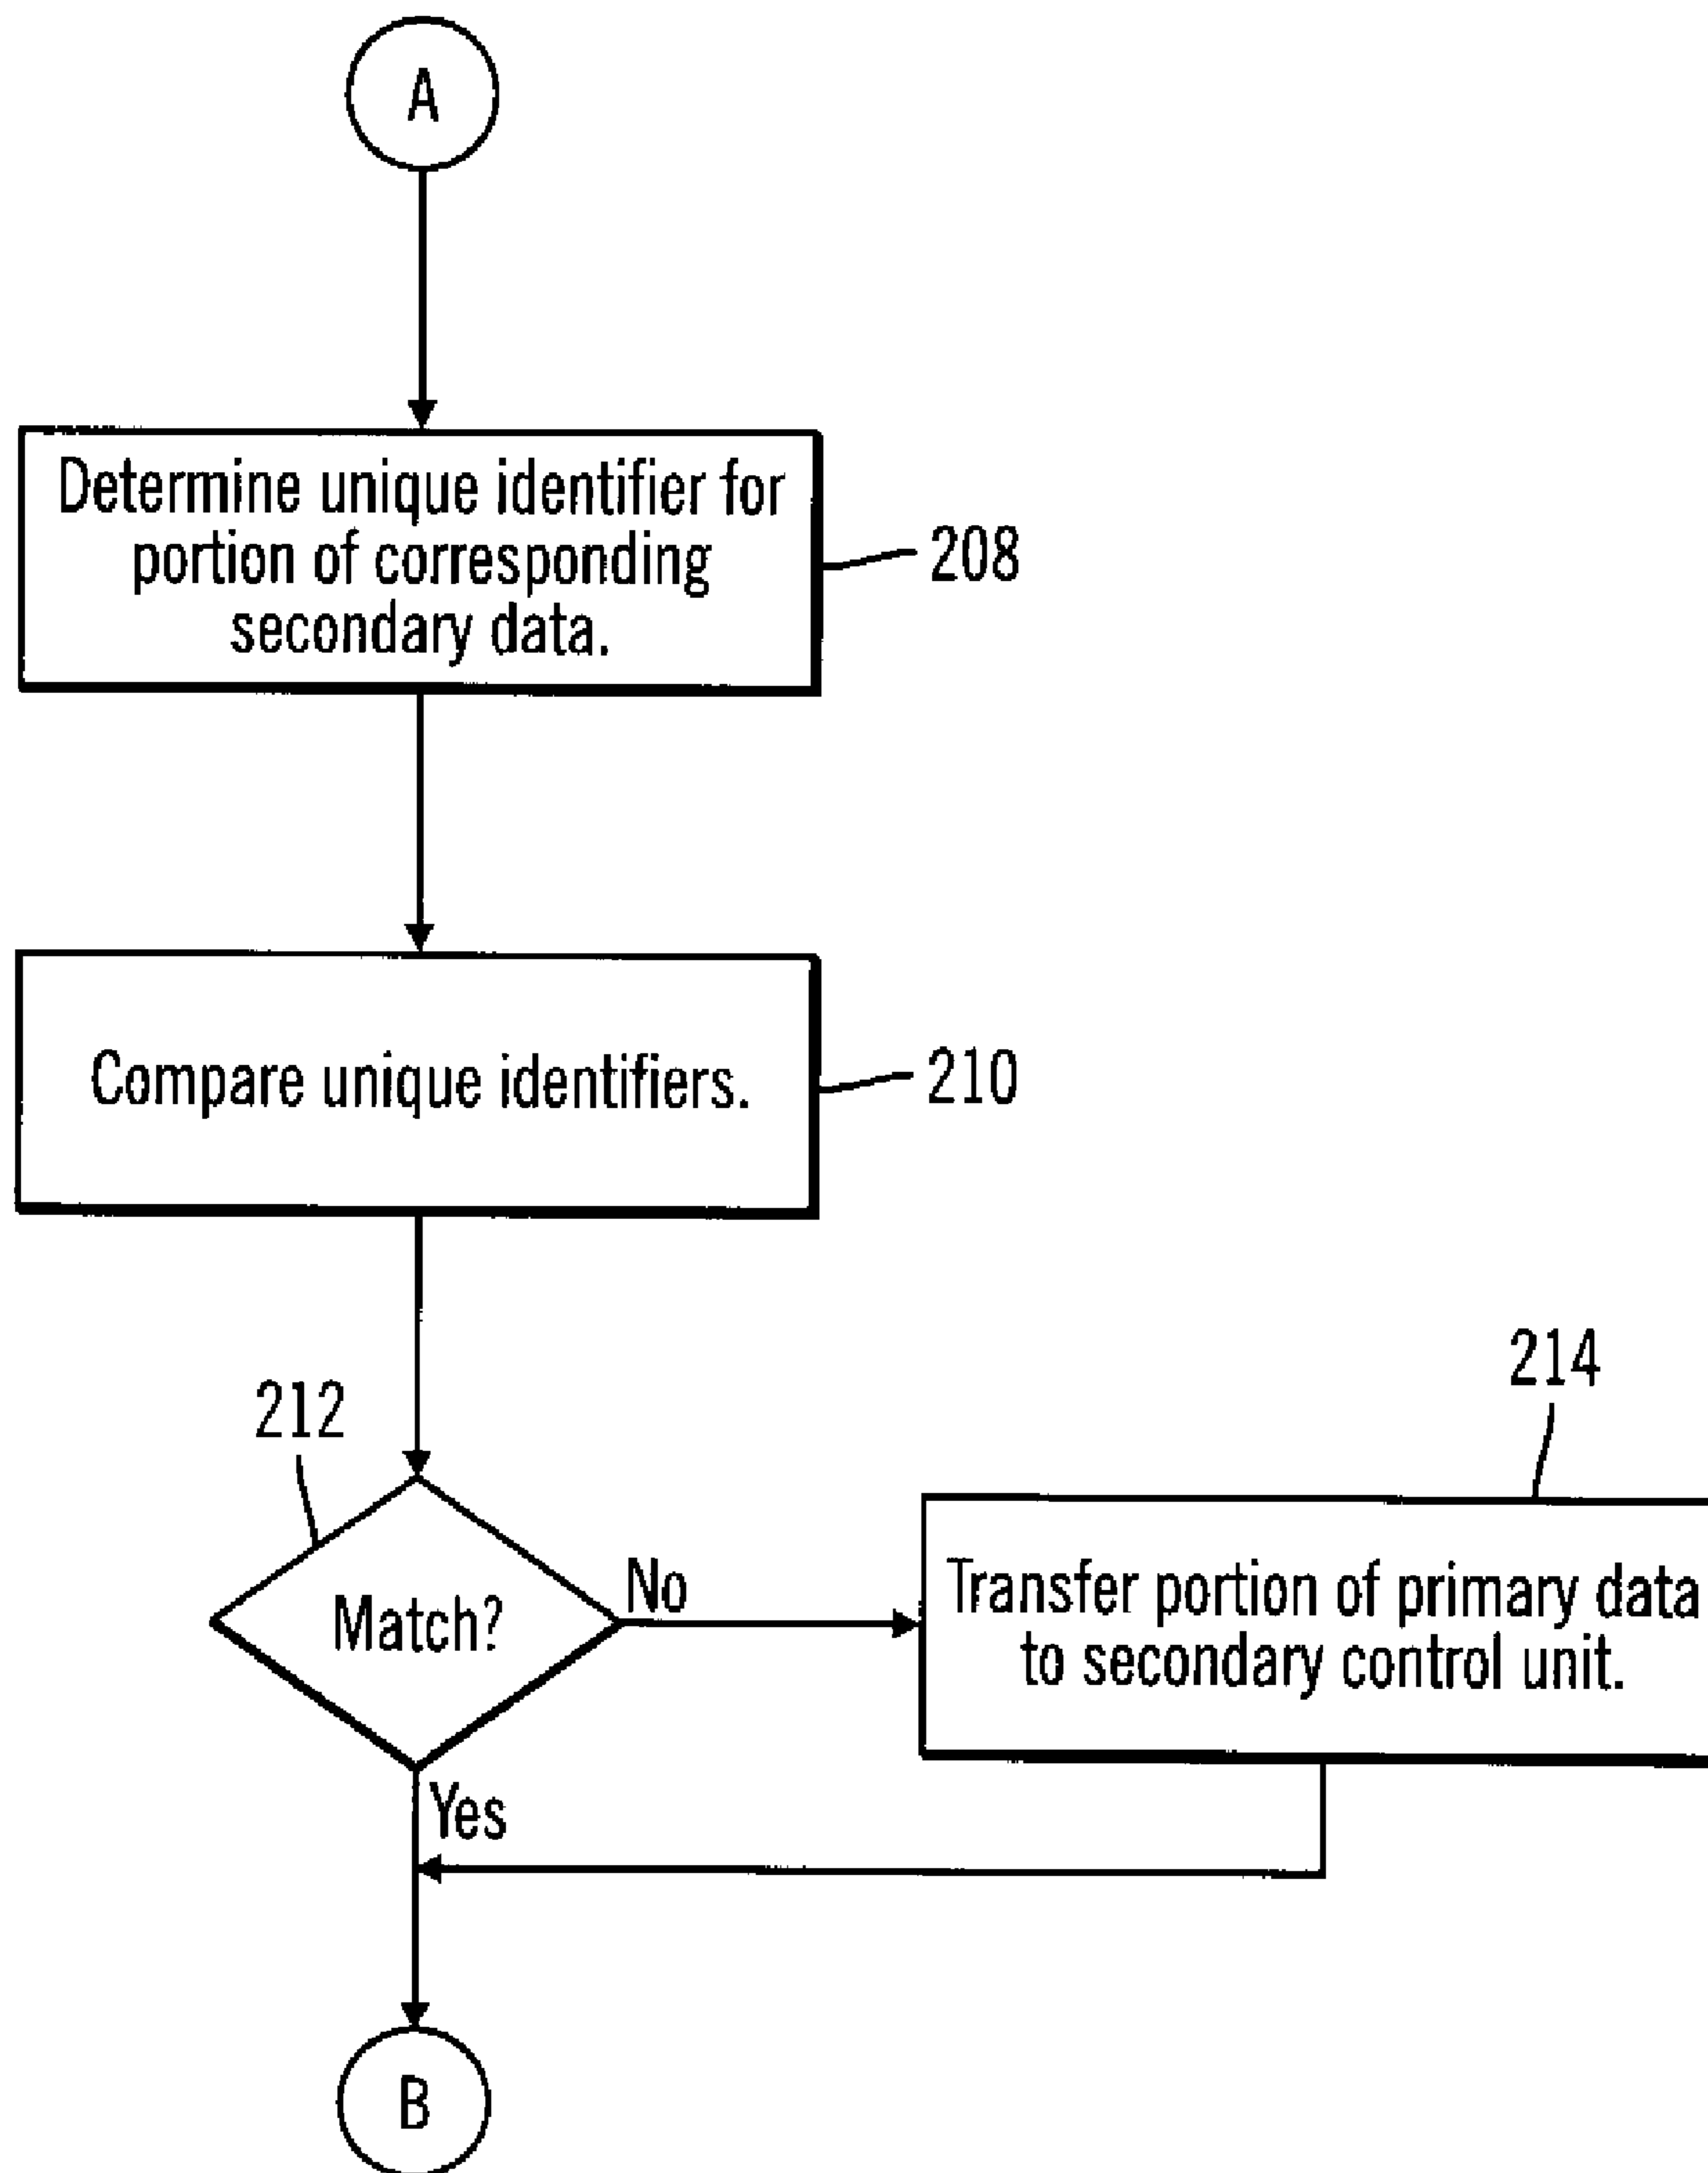 A
Determine unique identifier for
portion of corresponding
secondary data.
208
Compare unique identifiers.
210
212
214
Match?
No
Transfer portion of primary data
to secondary control unit.
Yes
B